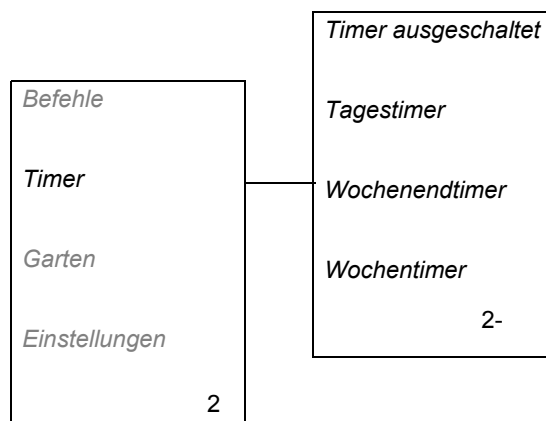 Befehle
Timer
Garten
Einstellungen
2
Timer ausgeschaltet
Tagestimer
Wochenendtimer
Wochentimer
2-